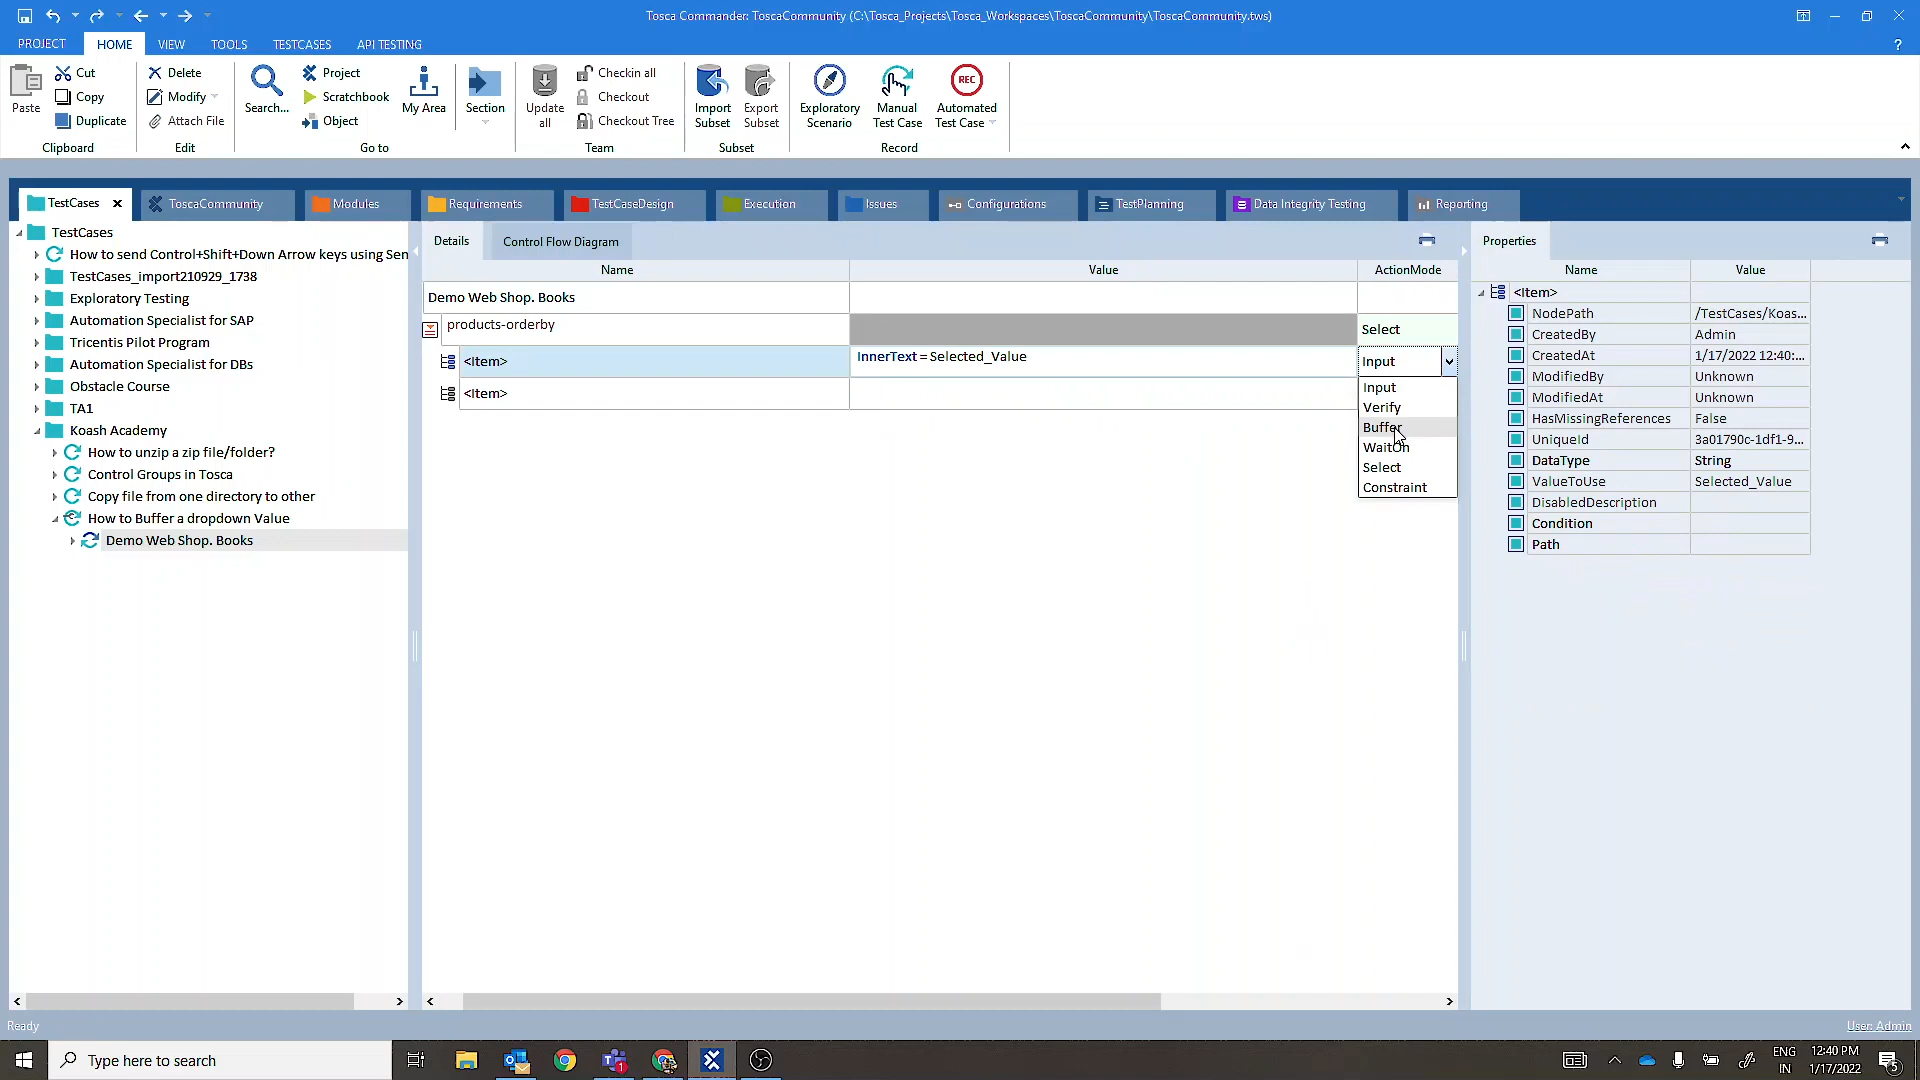 Tosca Commander: ToscaCommunity (C:\Tosca_Projects\Tosca_Workspaces\ToscaCommunity\ToscaCommunity.tws)
PROJECT HOME VIEW TOOLS TESTCASES API TESTING ?
Paste
Cut
Copy
Duplicate
Clipboard
Delete
Modify
Attach File
Edit
Search...
Project
Scratchbook
Object
My Area
Go to
Section
Update all
Checkin all
Checkout
Checkout Tree
Team
Import Subset
Export Subset
Subset
Exploratory Scenario
Manual Test Case
REC
Automated Test Case
Record
TestCases ToscaCommunity Modules Requirements TestCaseDesign Execution Issues Configurations TestPlanning Data Integrity Testing Reporting
TestCases
How to send Control+Shift+Down Arrow keys using Sen
TestCases_import210929_1738
Exploratory Testing
Automation Specialist for SAP
Tricentis Pilot Program
Automation Specialist for DBs
Obstacle Course
TA1
Koash Academy
How to unzip a zip file/folder?
Control Groups in Tosca
Copy file from one directory to other
How to Buffer a dropdown Value
Demo Web Shop. Books
Details Control Flow Diagram
Name Value ActionMode
Demo Web Shop. Books
products-orderby Select
<Item> InnerText=Selected_Value Input
<Item>
Input
Verify
Buffer
WaitOn
Select
Constraint
Properties
Name Value
<Item>
NodePath /TestCases/Koas...
CreatedBy Admin
CreatedAt 1/17/2022 12:40:...
ModifiedBy Unknown
ModifiedAt Unknown
HasMissingReferences False
UniqueId 3a01790c-1df1-9...
DataType String
ValueToUse Selected_Value
DisabledDescription
Condition
Path
Ready User: Admin
Type here to search
1
ENG
IN
12:40 PM
1/17/2022
5